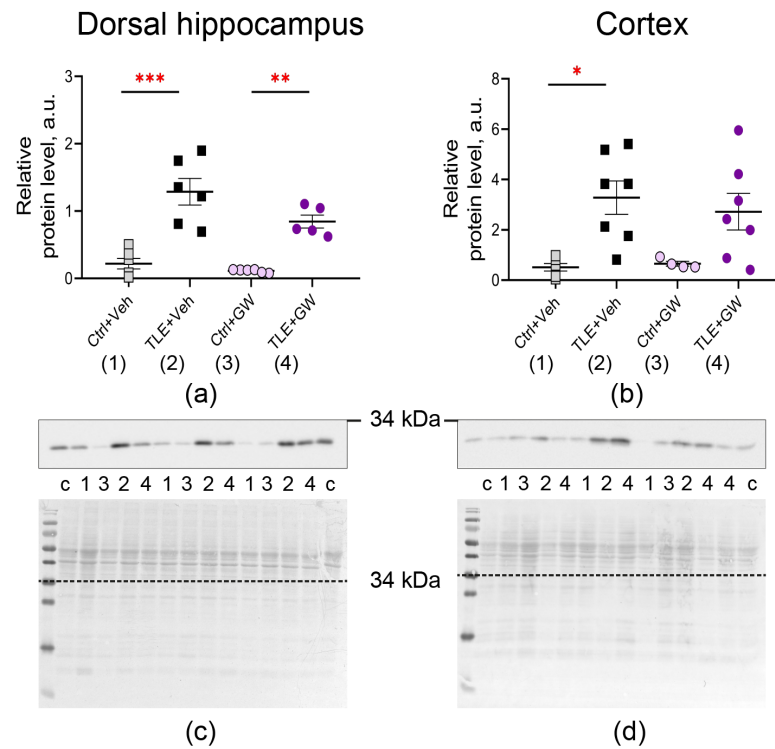 Dorsal hippocampus
Cortex
Relative
protein level, a.u.
3
2
1
0
***
**
Ctrl+Veh
TLE+Veh
Ctrl+GW
TLE+GW
(1)
(2)
(3)
(4)
(a)
Relative
protein level, a.u.
8
6
4
2
0
*
Ctrl+Veh
TLE+Veh
Ctrl+GW
TLE+GW
(1)
(2)
(3)
(4)
(b)
34 kDa
c 1 3 2 4 1 3 2 4 1 3 2 4 c
c 1 3 2 4 1 2 4 1 3 2 4 4 c
34 kDa
(c)
(d)